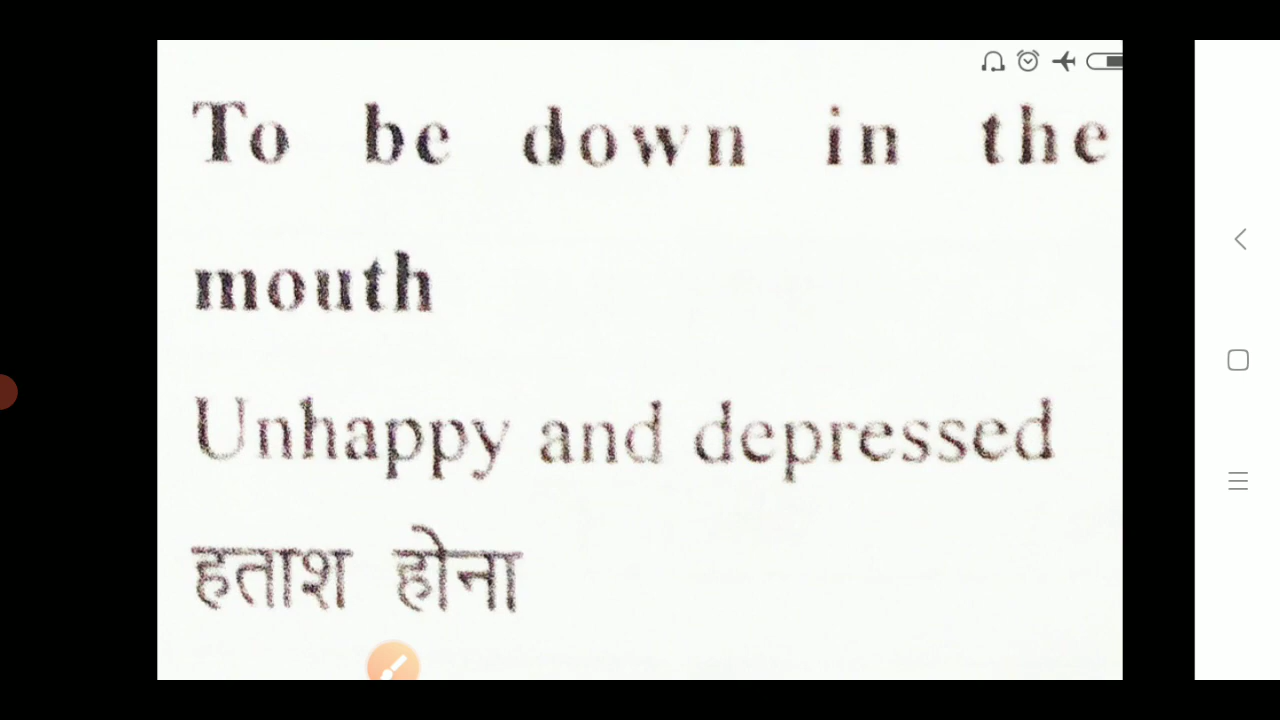 To be down in the
mouth
Unhappy and depressed
हताश होना